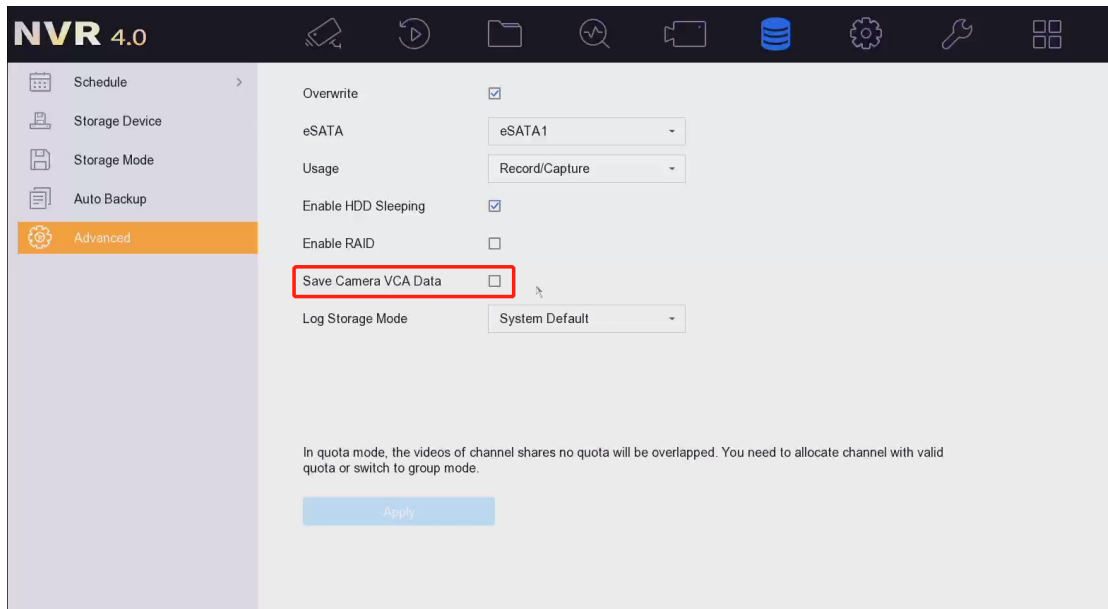 NVR 4.0
Schedule
Storage Device
Storage Mode
Auto Backup
Advanced
Overwrite
eSATA eSATA1
Usage Record/Capture
Enable HDD Sleeping
Enable RAID
Save Camera VCA Data
Log Storage Mode System Default
In quota mode, the videos of channel shares no quota will be overlapped. You need to allocate channel with valid
quota or switch to group mode.
Apply